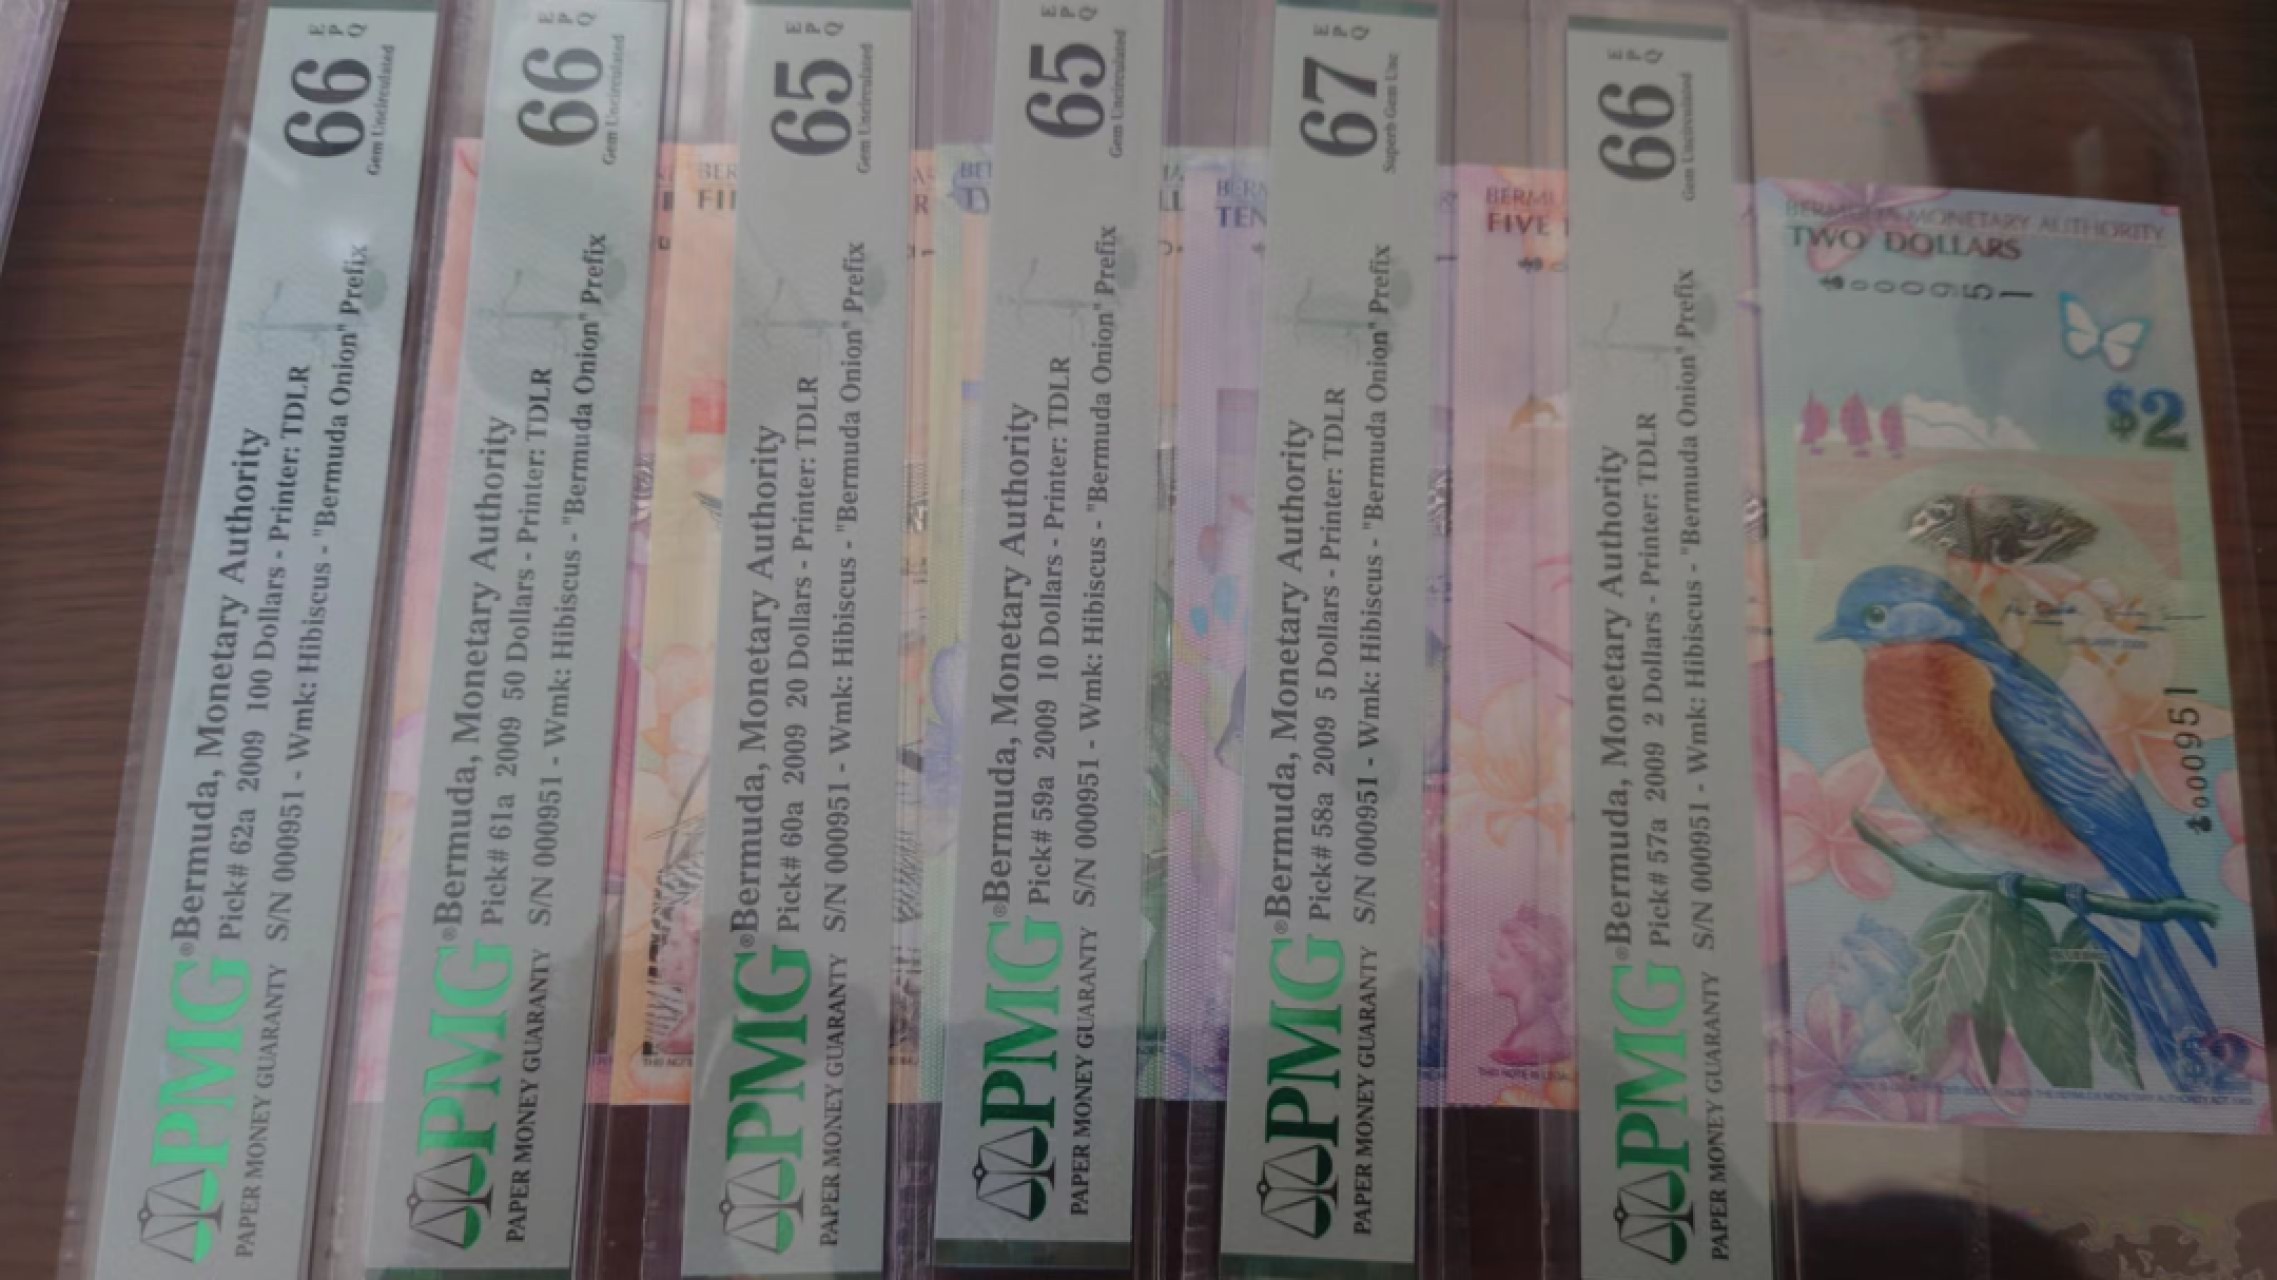 PMG® Bermuda, Monetary Authority
Pick# 62a 2009 100 Dollars - Printer: TDLR
PAPER MONEY GUARANTY S/N 000951 - Wmk: Hibiscus - "Bermuda Onion" Prefix
66 EPQ
Gem Uncirculated
PMG® Bermuda, Monetary Authority
Pick# 61a 2009 50 Dollars - Printer: TDLR
PAPER MONEY GUARANTY S/N 000951 - Wmk: Hibiscus - "Bermuda Onion" Prefix
66 EPQ
Gem Uncirculated
PMG® Bermuda, Monetary Authority
Pick# 60a 2009 20 Dollars - Printer: TDLR
PAPER MONEY GUARANTY S/N 000951 - Wmk: Hibiscus - "Bermuda Onion" Prefix
65 EPQ
Gem Uncirculated
PMG® Bermuda, Monetary Authority
Pick# 59a 2009 10 Dollars - Printer: TDLR
PAPER MONEY GUARANTY S/N 000951 - Wmk: Hibiscus - "Bermuda Onion" Prefix
65 EPQ
Gem Uncirculated
PMG® Bermuda, Monetary Authority
Pick# 58a 2009 5 Dollars - Printer: TDLR
PAPER MONEY GUARANTY S/N 000951 - Wmk: Hibiscus - "Bermuda Onion" Prefix
67 EPQ
Superb Gem Unc
PMG® Bermuda, Monetary Authority
Pick# 57a 2009 2 Dollars - Printer: TDLR
PAPER MONEY GUARANTY S/N 000951 - Wmk: Hibiscus - "Bermuda Onion" Prefix
66 EPQ
Gem Uncirculated
TEN
FIVE
BERMUDA MONETARY AUTHORITY
TWO DOLLARS
000951
$2
000951
$2